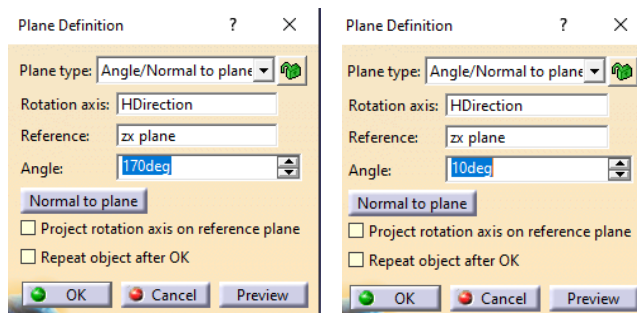 Plane Definition ? ×
Plane type: Angle/Normal to plane
Rotation axis: HDirection
Reference: zx plane
Angle: 170deg
Normal to plane
Project rotation axis on reference plane
Repeat object after OK
OK Cancel Preview
Plane Definition ? ×
Plane type: Angle/Normal to plane
Rotation axis: HDirection
Reference: zx plane
Angle: 10deg
Normal to plane
Project rotation axis on reference plane
Repeat object after OK
OK Cancel Preview